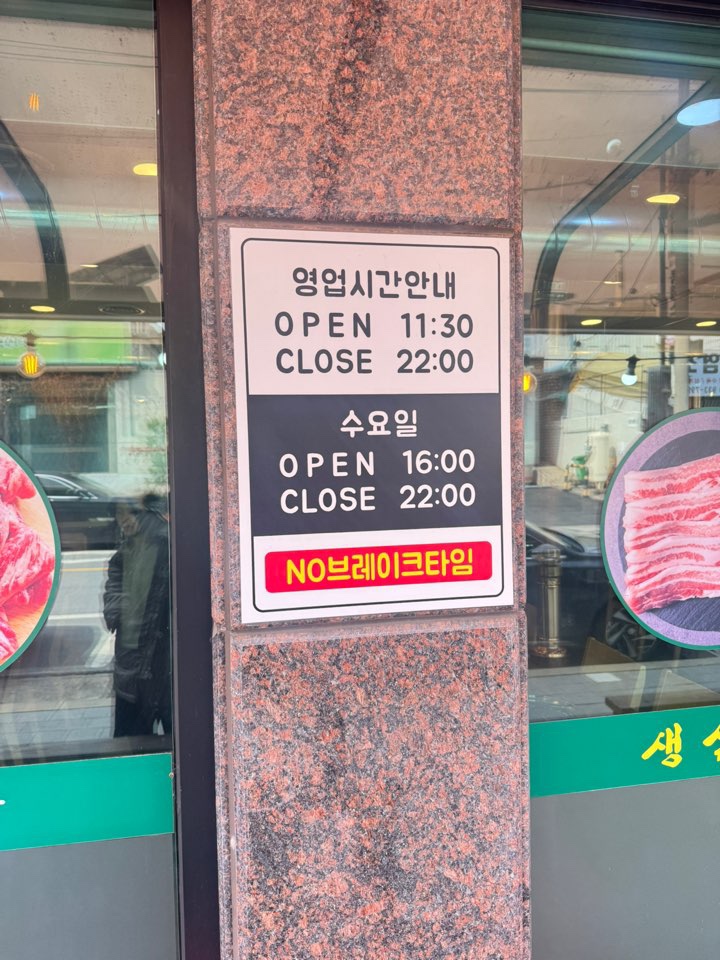 영업시간안내
OPEN 11:30
CLOSE 22:00
수요일
OPEN 16:00
CLOSE 22:00
NO브레이크타임
생